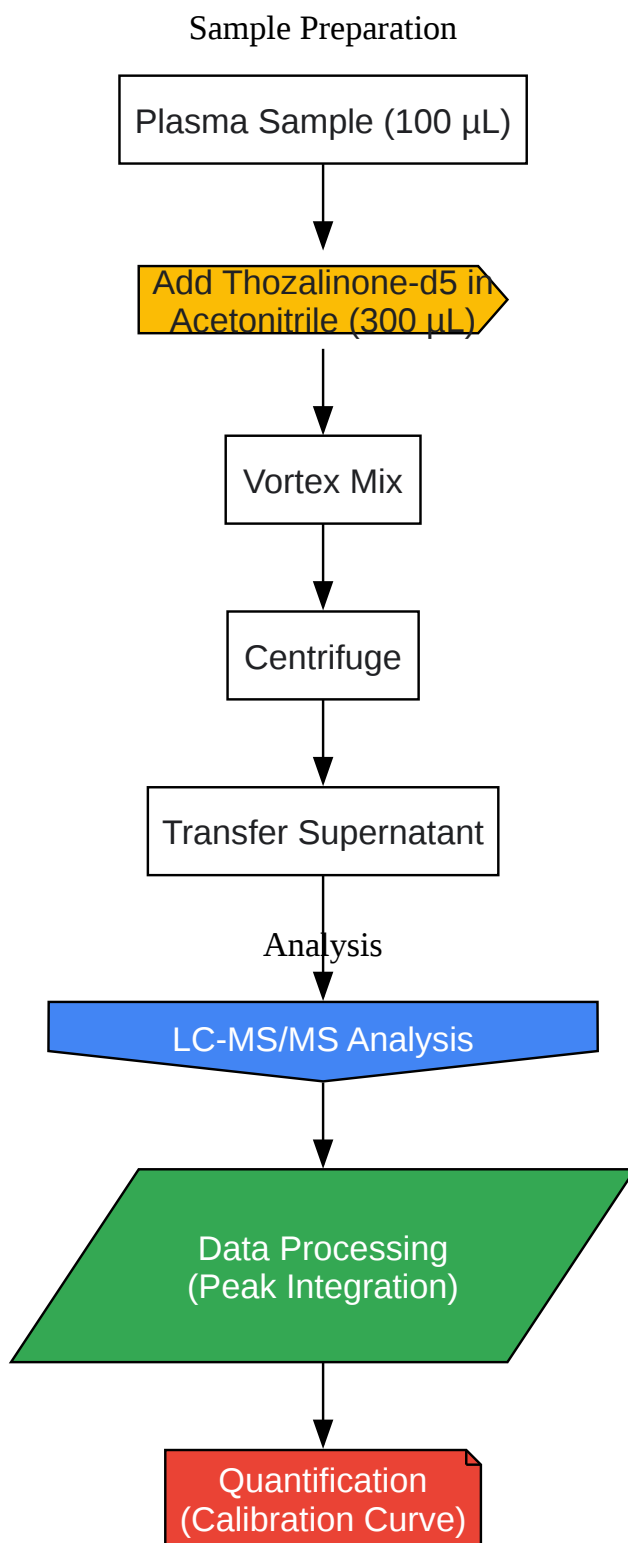 Sample Preparation
Plasma Sample (100 µL)
Add Thozalinone-d5 in
Acetonitrile (300 µL)
Vortex Mix
Centrifuge
Transfer Supernatant
Analysis
LC-MS/MS Analysis
Data Processing
(Peak Integration)
Quantification
(Calibration Curve)